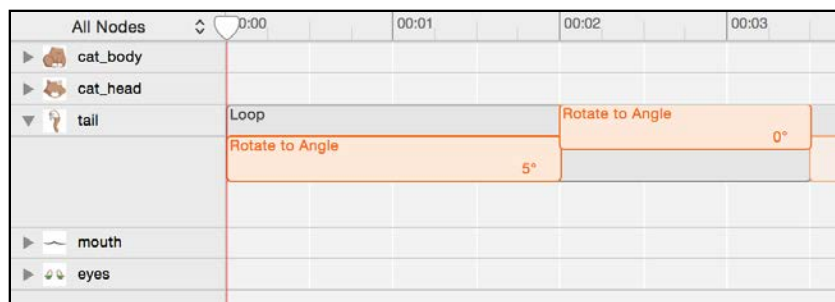 All Nodes 0:00 00:01 00:02 00:03
cat_body
cat_head
tail Loop Rotate to Angle
0°
Rotate to Angle
5°
mouth
eyes